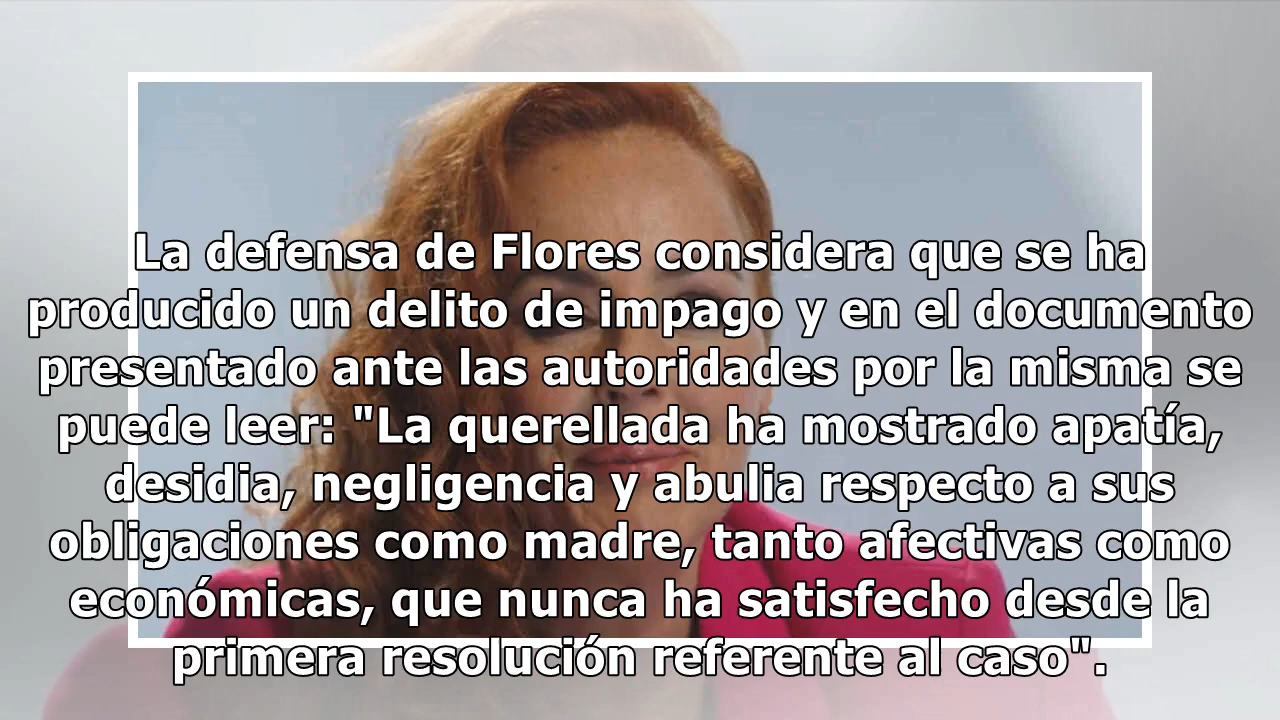 La defensa de Flores considera que se ha
producido un delito de impago y en el documento
presentado ante las autoridades por la misma se
puede leer: "La querellada ha mostrado apatía,
desidia, negligencia y abulia respecto a sus
obligaciones como madre, tanto afectivas como
económicas, que nunca ha satisfecho desde la
primera resolución referente al caso".